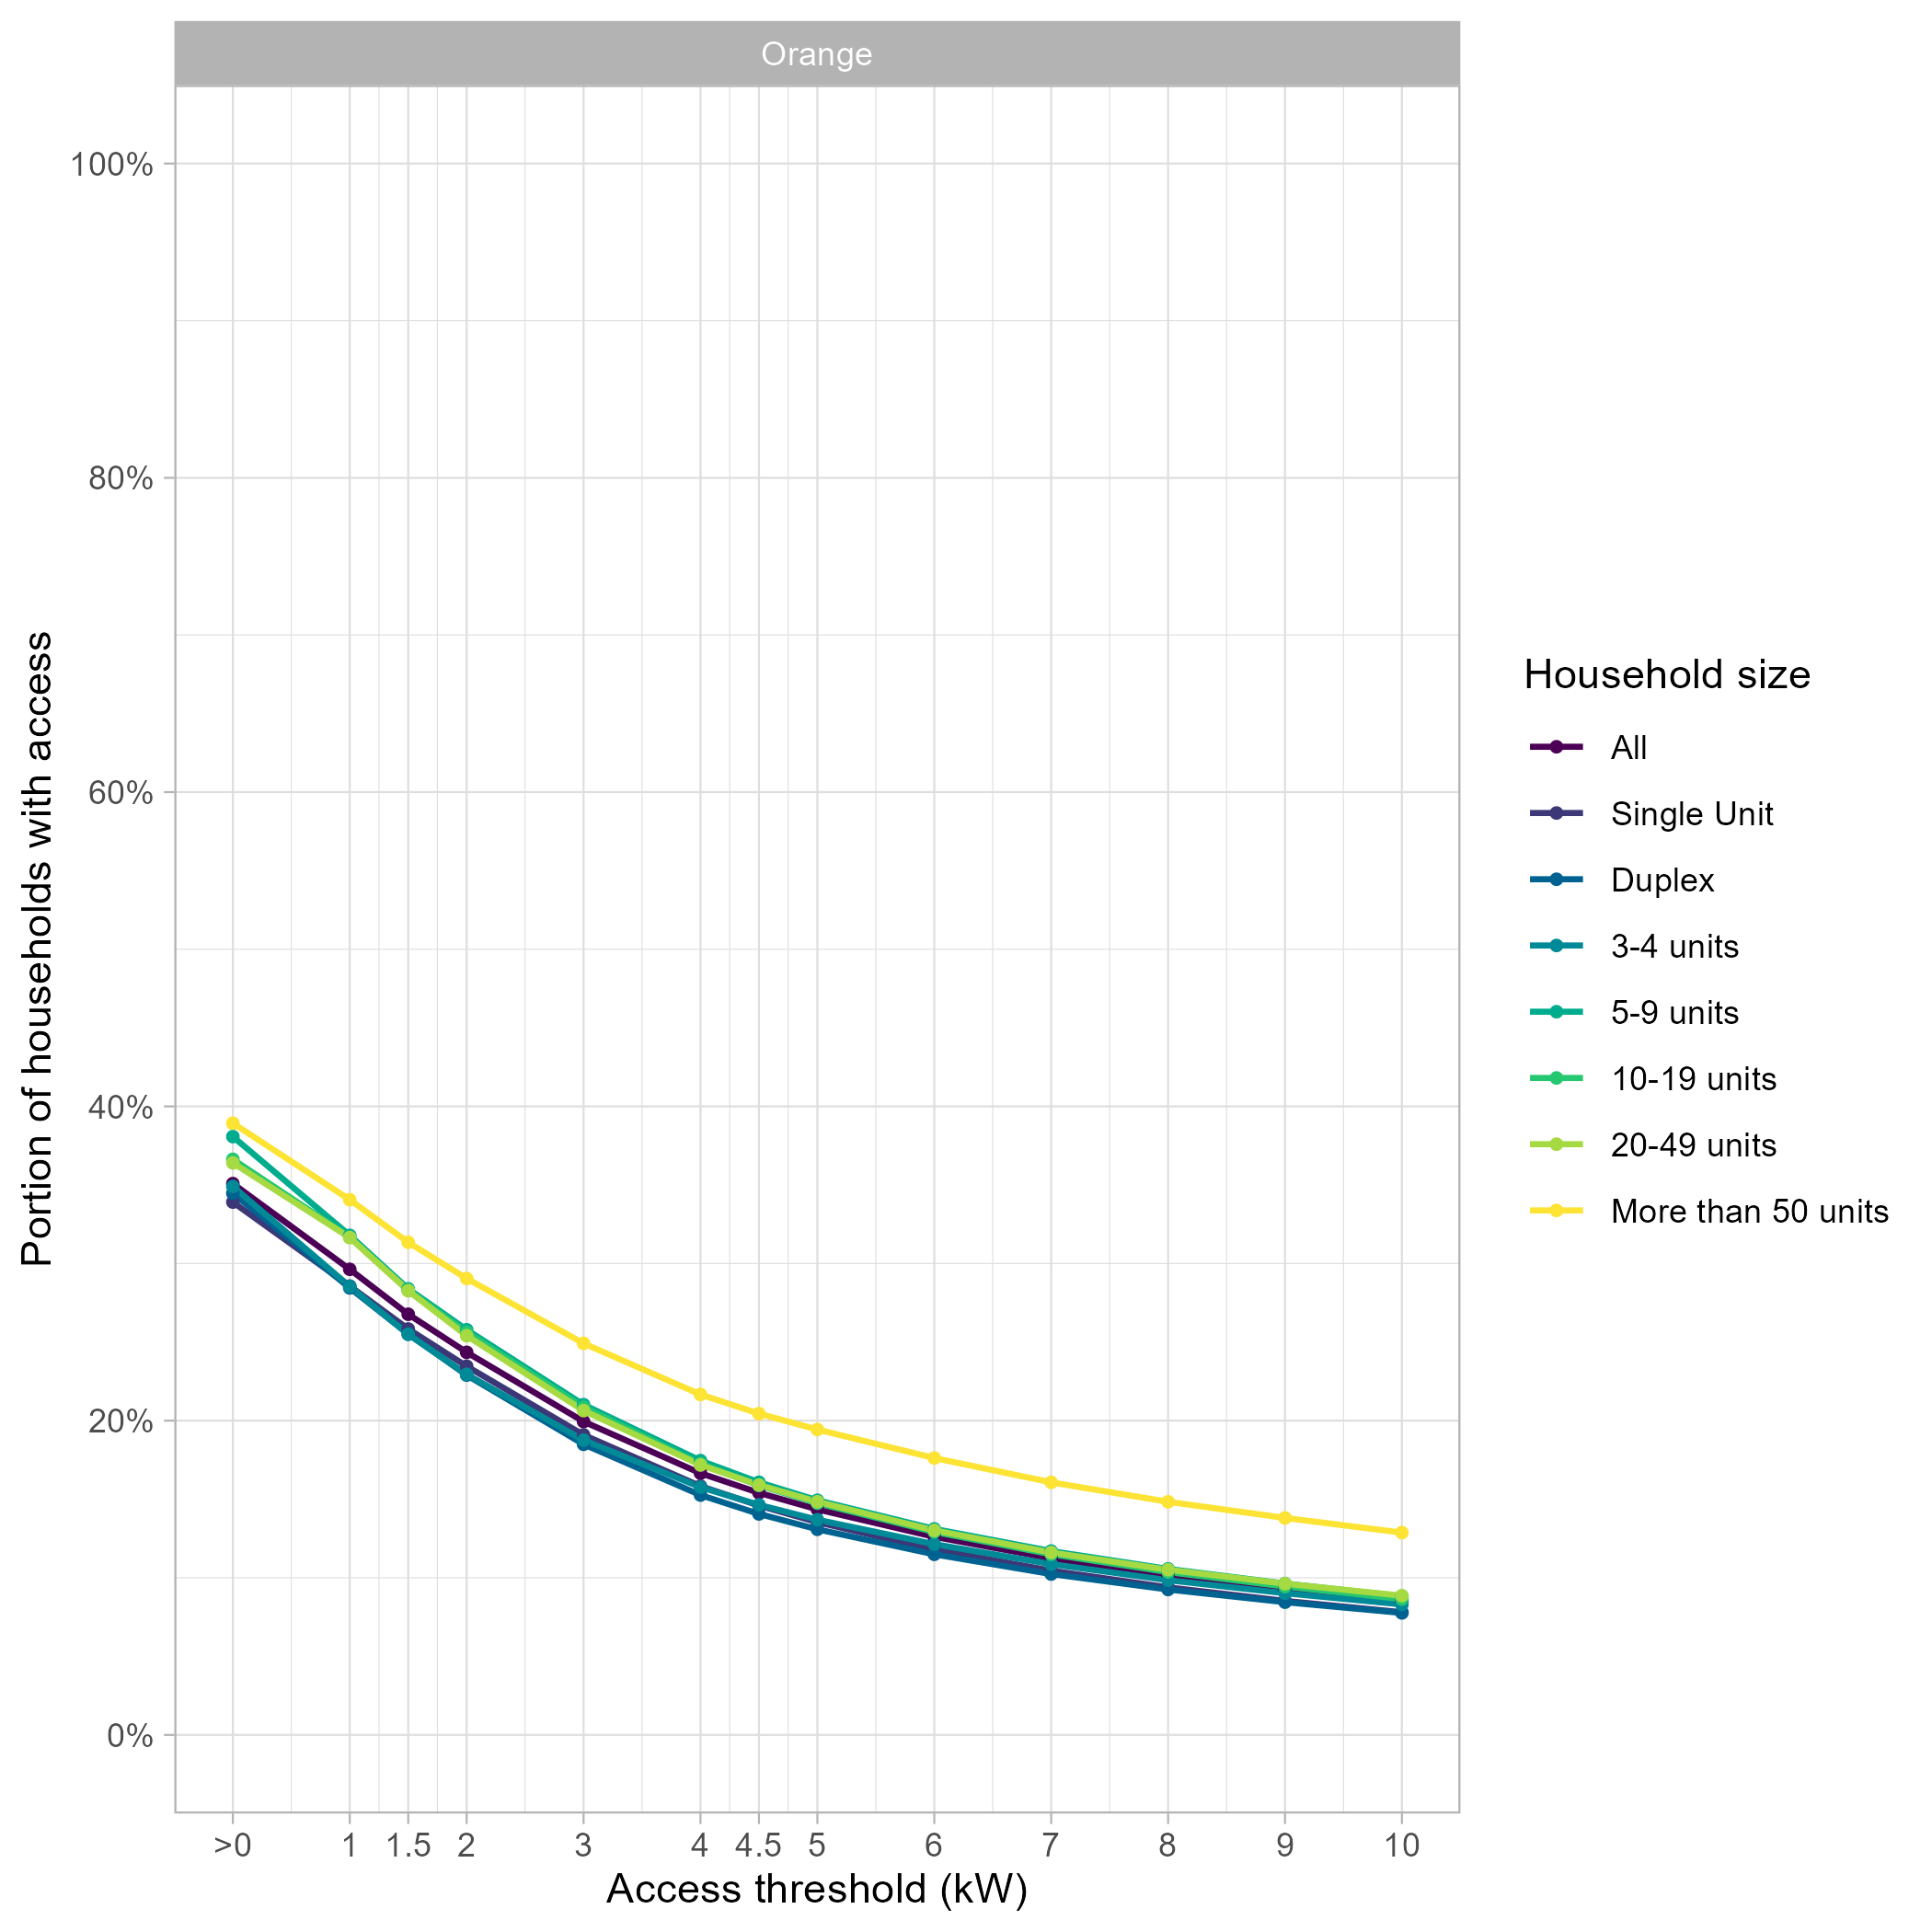 Orange
100%
80%
60%
40%
20%
0%
Portion of households with access
>0 1 1.5 2 3 4 4.5 5 6 7 8 9 10
Access threshold (kW)
Household size
All
Single Unit
Duplex
3-4 units
5-9 units
10-19 units
20-49 units
More than 50 units